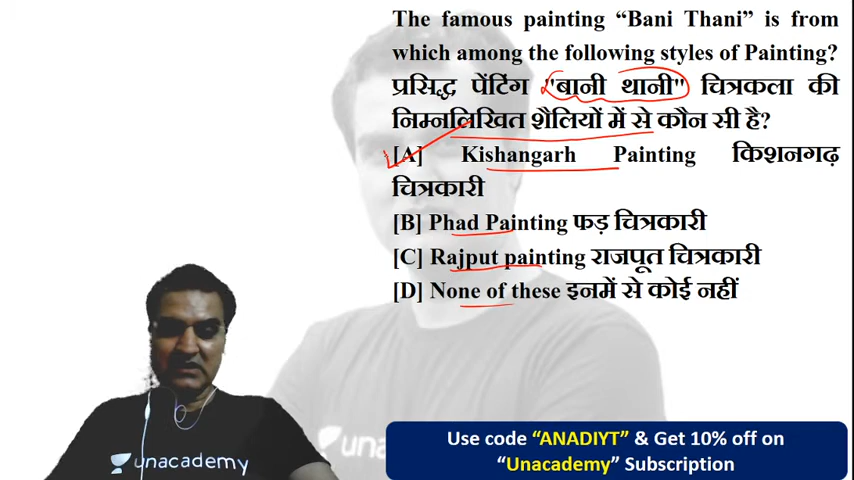 The famous painting “Bani Thani” is from
which among the following styles of Painting?
प्रसिद्ध पेंटिंग "बानी थानी" चित्रकला की
निम्नलिखित शैलियों में से कौन सी है?
[A] Kishangarh Painting किशनगढ़
चित्रकारी
[B] Phad Painting फड़ चित्रकारी
[C] Rajput painting राजपूत चित्रकारी
[D] None of these इनमें से कोई नहीं
unacademy
una
Use code “ANADIYT” & Get 10% off on
“Unacademy” Subscription